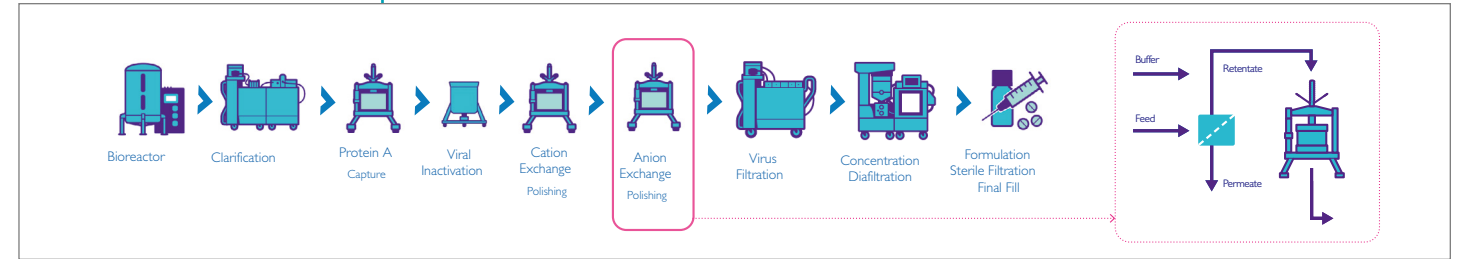 Bioreactor
Clarification
Protein A
Capture
Viral
Inactivation
Cation
Exchange
Polishing
Anion
Exchange
Polishing
Virus
Filtration
Concentration
Diafiltration
Formulation
Sterile Filtration
Final Fill
Buffer
Feed
Retentate
Permeate